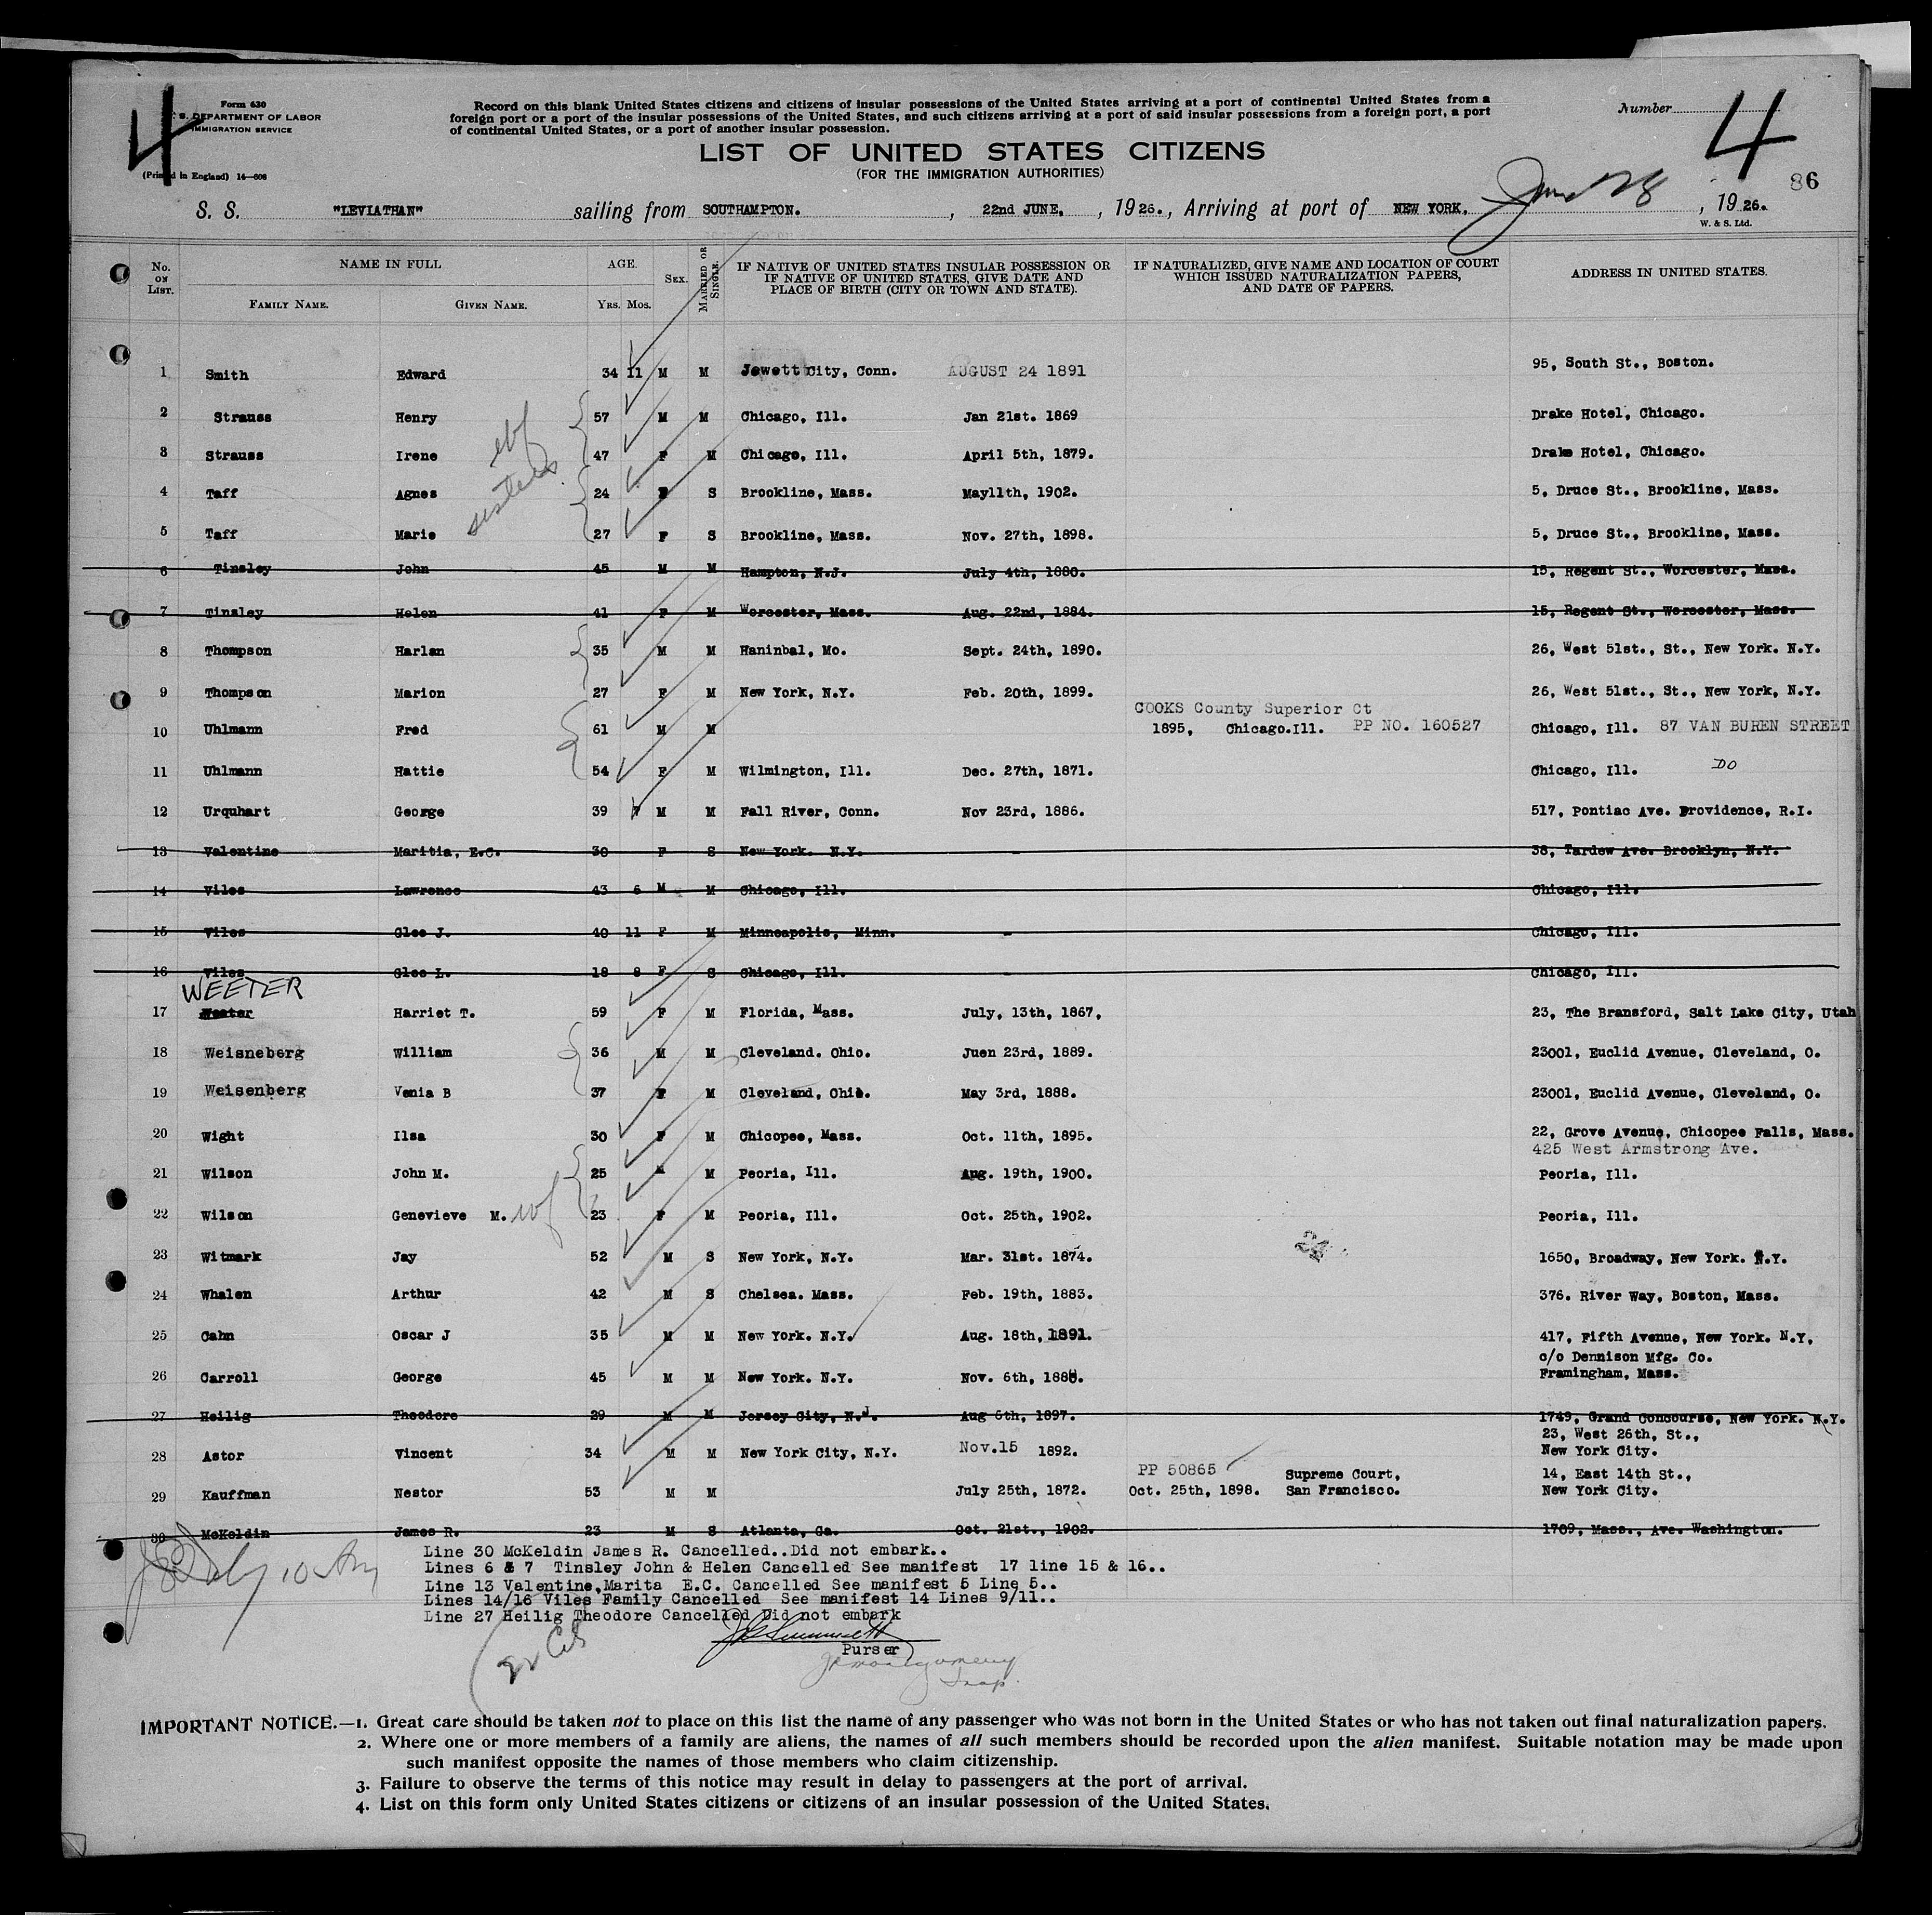 4
Form 630
U. S. DEPARTMENT OF LABOR
IMMIGRATION SERVICE
(Printed in England) 14—608
Record on this blank United States citizens and citizens of insular possessions of the United States arriving at a port of continental United States from a
foreign port or a port of the insular possessions of the United States, and such citizens arriving at a port of said insular possessions from a foreign port, a port
of continental United States, or a port of another insular possession.
Number
4
86
LIST OF UNITED STATES CITIZENS
(FOR THE IMMIGRATION AUTHORITIES)
S. S. "LEVIATHAN" sailing from SOUTHAMPTON. , 22nd JUNE, , 1926. , Arriving at port of NEW YORK. June 28 , 1926.
W. & S. Ltd.
No. ON LIST. NAME IN FULL FAMILY NAME. GIVEN NAME. AGE. YRS. MOS. SEX. MARRIED OR SINGLE. IF NATIVE OF UNITED STATES INSULAR POSSESSION OR IF NATIVE OF UNITED STATES, GIVE DATE AND PLACE OF BIRTH (CITY OR TOWN AND STATE). IF NATURALIZED, GIVE NAME AND LOCATION OF COURT WHICH ISSUED NATURALIZATION PAPERS, AND DATE OF PAPERS. ADDRESS IN UNITED STATES.
1 Smith Edward 34 11 M M Jewett City, Conn. AUGUST 24 1891 95, South St., Boston.
2 Strauss Henry 57 M M Chicago, Ill. Jan 21st. 1869 Drake Hotel, Chicago.
3 Strauss Irene 47 F M Chicago, Ill. April 5th, 1879. Drake Hotel, Chicago.
4 Taff Agnes 24 F S Brookline, Mass. May11th, 1902. 5, Druce St., Brookline, Mass.
sisters
5 Taff Marie 27 F S Brookline, Mass. Nov. 27th, 1898. 5, Druce St., Brookline, Mass.
6 Tinsley John 45 M M Hampton, N.J. July 4th, 1880. 15, Regent St., Worcester, Mass.
7 Tinsley Helen 41 F M Worcester, Mass. Aug. 22nd, 1884. 15, Regent St., Worcester, Mass.
8 Thompson Harlan 35 M M Haninbal, Mo. Sept. 24th, 1890. 26, West 51st., St., New York. N.Y.
9 Thompson Marion 27 F M New York, N.Y. Feb. 20th, 1899. 26, West 51st., St., New York, N.Y.
COOKS County Superior Ct
10 Uhlmann Fred 61 M M 1895, Chicago.Ill. PP NO. 160527 Chicago, Ill. 87 VAN BUREN STREET
11 Uhlmann Hattie 54 F M Wilmington, Ill. Dec. 27th, 1871. Chicago, Ill. DO
12 Urquhart George 39 7 M M Fall River, Conn. Nov 23rd, 1886. 517, Pontiac Ave. Providence, R.I.
13 Valentine Maritia, E.C. 30 F S New York. N.Y. - 38, Tardew Ave. Brooklyn, N.Y.
14 Viles Lawrence 43 6 M M Chicago, Ill. Chicago, Ill.
15 Viles Glee J. 40 11 F M Minneapolis, Minn. - Chicago, Ill.
16 Viles Glee L. 18 8 F S Chicago, Ill. - Chicago, Ill.
WEETER
17 Weeter Harriet T. 59 F M Florida, Mass. July, 13th, 1867, 23, The Bransford, Salt Lake City, Utah
18 Weisneberg William 36 M M Cleveland. Ohio. Juen 23rd, 1889. 23001, Euclid Avenue, Cleveland, O.
19 Weisenberg Venia B 37 F M Cleveland, Ohio. May 3rd, 1888. 23001, Euclid Avenue, Cleveland, O.
20 Wight Ilsa 30 F M Chicopee, Mass. Oct. 11th, 1895. 22, Grove Avenue, Chicopee Falls, Mass.
425 West Armstrong Ave.
21 Wilson John M. 25 M M Peoria, Ill. Aug. 19th, 1900. Peoria, Ill.
22 Wilson Genevieve M. wf 23 F M Peoria, Ill. Oct. 25th, 1902. Peoria, Ill.
23 Witmark Jay 52 M S New York, N.Y. Mar. 31st. 1874. 1650, Broadway, New York. N.Y.
24 Whalen Arthur 42 M S Chelsea. Mass. Feb. 19th, 1883. 376. River Way, Boston, Mass.
25 Cahn Oscar J 35 M M New York. N.Y. Aug. 18th, 1891. 417, Fifth Avenue, New York. N.Y,
c/o Dennison Mfg. Co.
26 Carroll George 45 M M New York. N.Y. Nov. 6th, 1880. Framingham, Mass.
27 Heilig Theodore 29 M M Jersey City, N.J. Aug 6th, 1897. 1749, Grand Concourse, New York. N.Y.
23, West 26th, St.,
28 Astor Vincent 34 M M New York City, N.Y. Nov.15 1892. New York City.
PP 50865 Supreme Court, 14, East 14th St.,
29 Kauffman Nestor 53 M M July 25th, 1872. Oct. 25th, 1898. San Francisco. New York City.
30 McKeldin James R. 23 M S Atlanta, Ga. Oct. 21st., 1902. 1709, Mass., Ave. Washington.
Line 30 McKeldin James R. Cancelled..Did not embark..
Lines 6 & 7 Tinsley John & Helen Cancelled See manifest 17 line 15 & 16..
Line 13 Valentine,Marita E.C. Cancelled See manifest 5 Line 5..
Lines 14/16 Viles Family Cancelled See manifest 14 Lines 9/11..
Line 27 Heilig Theodore Cancelled Did not embark
Purser
IMPORTANT NOTICE.—1. Great care should be taken not to place on this list the name of any passenger who was not born in the United States or who has not taken out final naturalization papers.
2. Where one or more members of a family are aliens, the names of all such members should be recorded upon the alien manifest. Suitable notation may be made upon
such manifest opposite the names of those members who claim citizenship.
3. Failure to observe the terms of this notice may result in delay to passengers at the port of arrival.
4. List on this form only United States citizens or citizens of an insular possession of the United States.